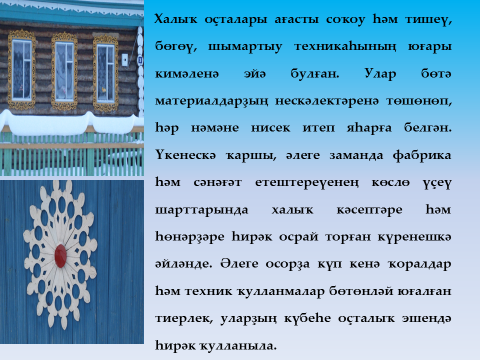 Халыҡ оҫталары ағасты соҡоу һәм тишеү,
бөгөү, шымартыу техникаһының юғары
кимәленә эйә булған. Улар бөтә
материалдарҙың нескәлектәренә төшөнөп,
һәр нәмәне нисек итеп яһарға белгән.
Үкенескә ҡаршы, әлеге заманда фабрика
һәм сәнәғәт етештереүенең көслө үҫеү
шарттарында халыҡ кәсептәре һәм
һөнәрҙәре һирәк осрай торған күренешкә
әйләнде. Әлеге осорҙа күп кенә ҡоралдар
һәм техник ҡулланмалар бөтөнләй юғалған
тиерлек, уларҙың күбеһе оҫталыҡ эшендә
һирәк ҡулланыла.